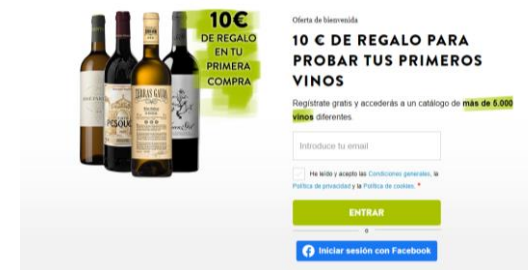 10€
DE REGALO
EN TU
PRIMERA
COMPRA
Oferta de bienvenida
10 € DE REGALO PARA
PROBAR TUS PRIMEROS
VINOS
Regístrate gratis y accederás a un catálogo de más de 5.000
vinos diferentes.
Introduce tu email
He leído y acepto las Condiciones generales, la
Política de privacidad y la Política de cookies. *
ENTRAR
o
Iniciar sesión con Facebook